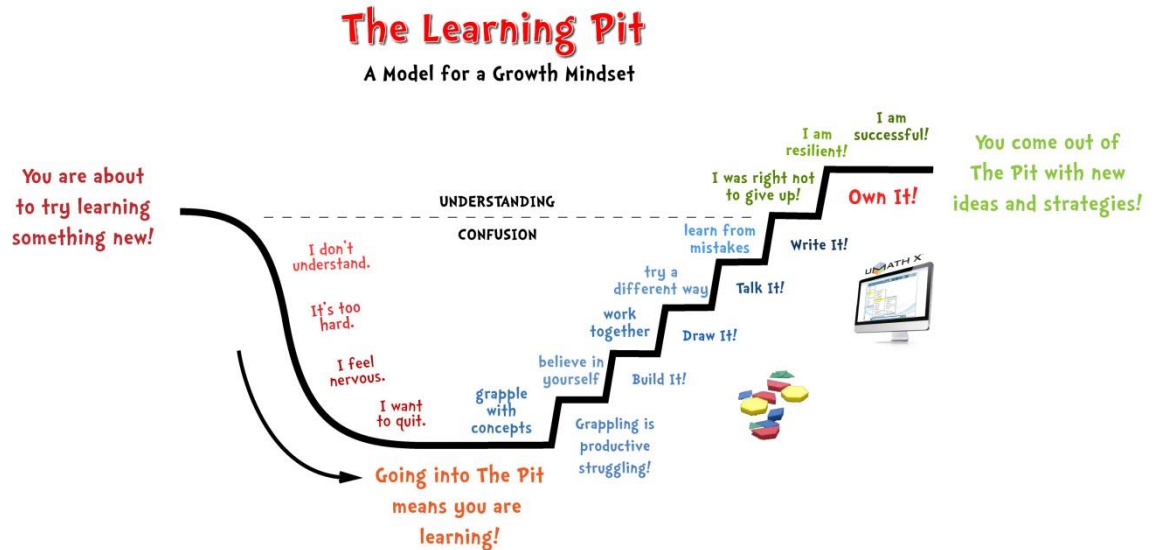 The Learning Pit
A Model for a Growth Mindset
You are about
to try learning
something new!
UNDERSTANDING
CONFUSION
I don't
understand.
It's too
hard.
I feel
nervous.
I want
to quit.
Going into The Pit
means you are
learning!
grapple
with
concepts
Grappling is
productive
struggling!
believe in
yourself
Build It!
work
together
Draw It!
try a
different way
Talk It!
learn from
mistakes
Write It!
I was right not
to give up!
Own It!
I am
resilient!
I am
successful!
You come out of
The Pit with new
ideas and strategies!
uMATH X